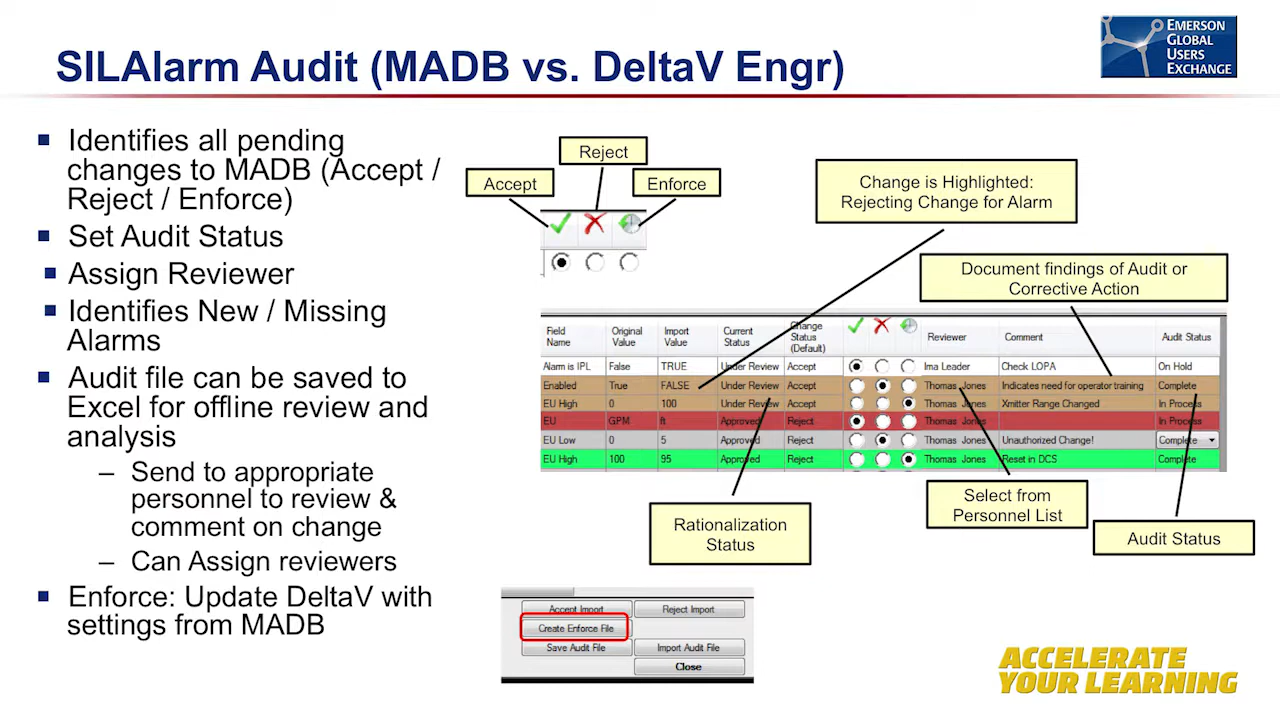 SILAlarm Audit (MADB vs. DeltaV Engr)
EMERSON
GLOBAL
USERS
EXCHANGE
Identifies all pending
changes to MADB (Accept /
Reject / Enforce)
Set Audit Status
Assign Reviewer
Identifies New / Missing
Alarms
Audit file can be saved to
Excel for offline review and
analysis
– Send to appropriate
personnel to review &
comment on change
– Can Assign reviewers
Enforce: Update DeltaV with
settings from MADB
Reject
Accept
Enforce
Change is Highlighted:
Rejecting Change for Alarm
Document findings of Audit or
Corrective Action
Field Name Original Value Import Value Current Status Change Status (Default) Reviewer Comment Audit Status
Alarm is IPL False TRUE Under Review Accept Ima Leader Check LOPA On Hold
Enabled True FALSE Under Review Accept Thomas Jones Indicates need for operator training Complete
EU High 0 100 Under Review Accept Thomas Jones Xmitter Range Changed In Process
EU GPM ft Approved Reject Thomas Jones In Process
EU Low 0 5 Approved Reject Thomas Jones Unauthorized Change! Complete
EU High 100 95 Approved Reject Thomas Jones Reset in DCS Complete
Rationalization
Status
Select from
Personnel List
Audit Status
Accept Import Reject Import
Create Enforce File
Save Audit File Import Audit File
Close
ACCELERATE
YOUR LEARNING